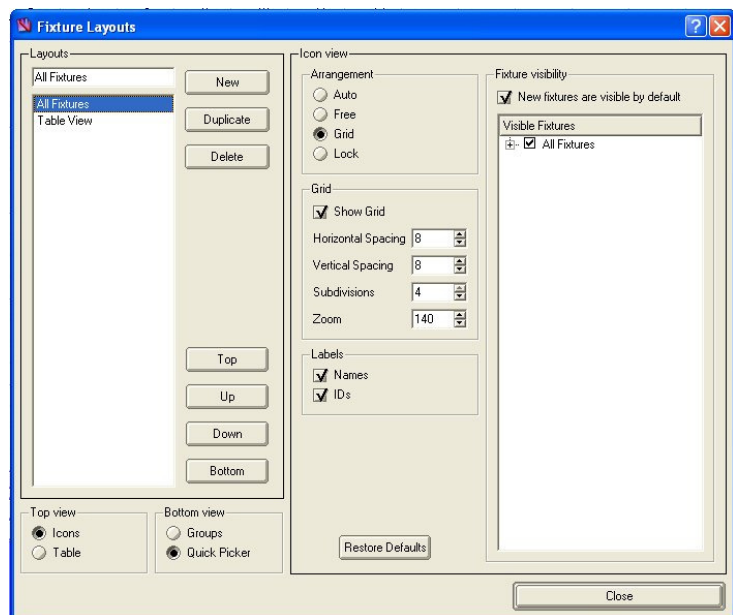 Fixture Layouts
Layouts
All Fixtures
All Fixtures
Table View
New
Duplicate
Delete
Top
Up
Down
Bottom
Top view
Icons
Table
Bottom view
Groups
Quick Picker
Icon view
Arrangement
Auto
Free
Grid
Lock
Grid
Show Grid
Horizontal Spacing 8
Vertical Spacing 8
Subdivisions 4
Zoom 140
Labels
Names
IDs
Restore Defaults
Fixture visibility
New fixtures are visible by default
Visible Fixtures
All Fixtures
Close